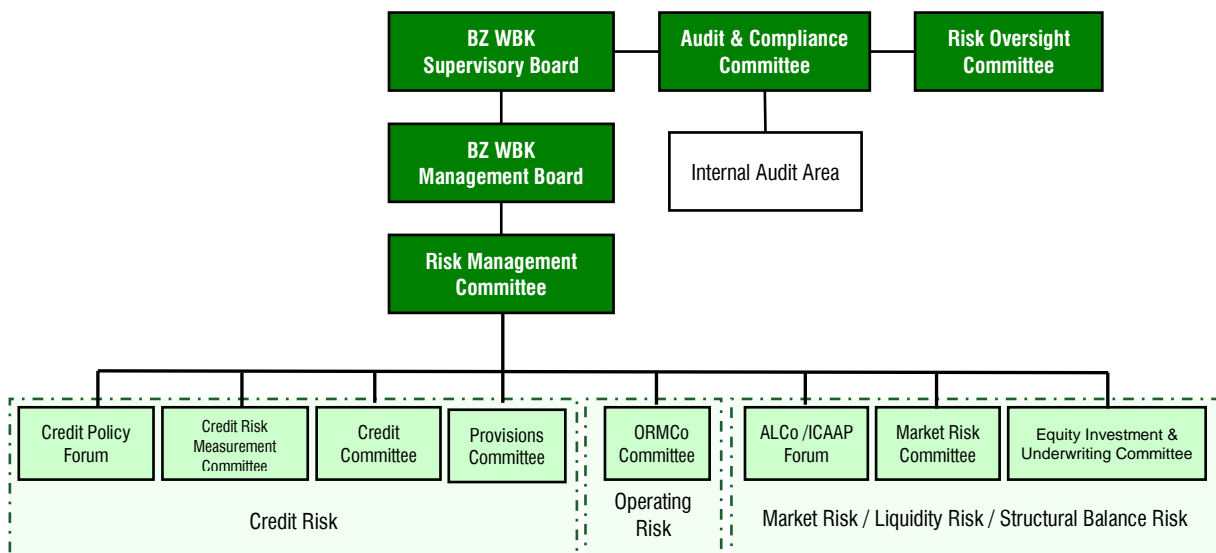 BZ WBK
Supervisory Board
Audit & Compliance
Committee
Risk Oversight
Committee
BZ WBK
Management Board
Internal Audit Area
Risk Management
Committee
Credit Policy
Forum
Credit Risk
Measurement
Committee
Credit
Committee
Provisions
Committee
ORMCo
Committee
ALCo /ICAAP
Forum
Market Risk
Committee
Equity Investment &
Underwriting Committee
Credit Risk
Operating
Risk
Market Risk / Liquidity Risk / Structural Balance Risk